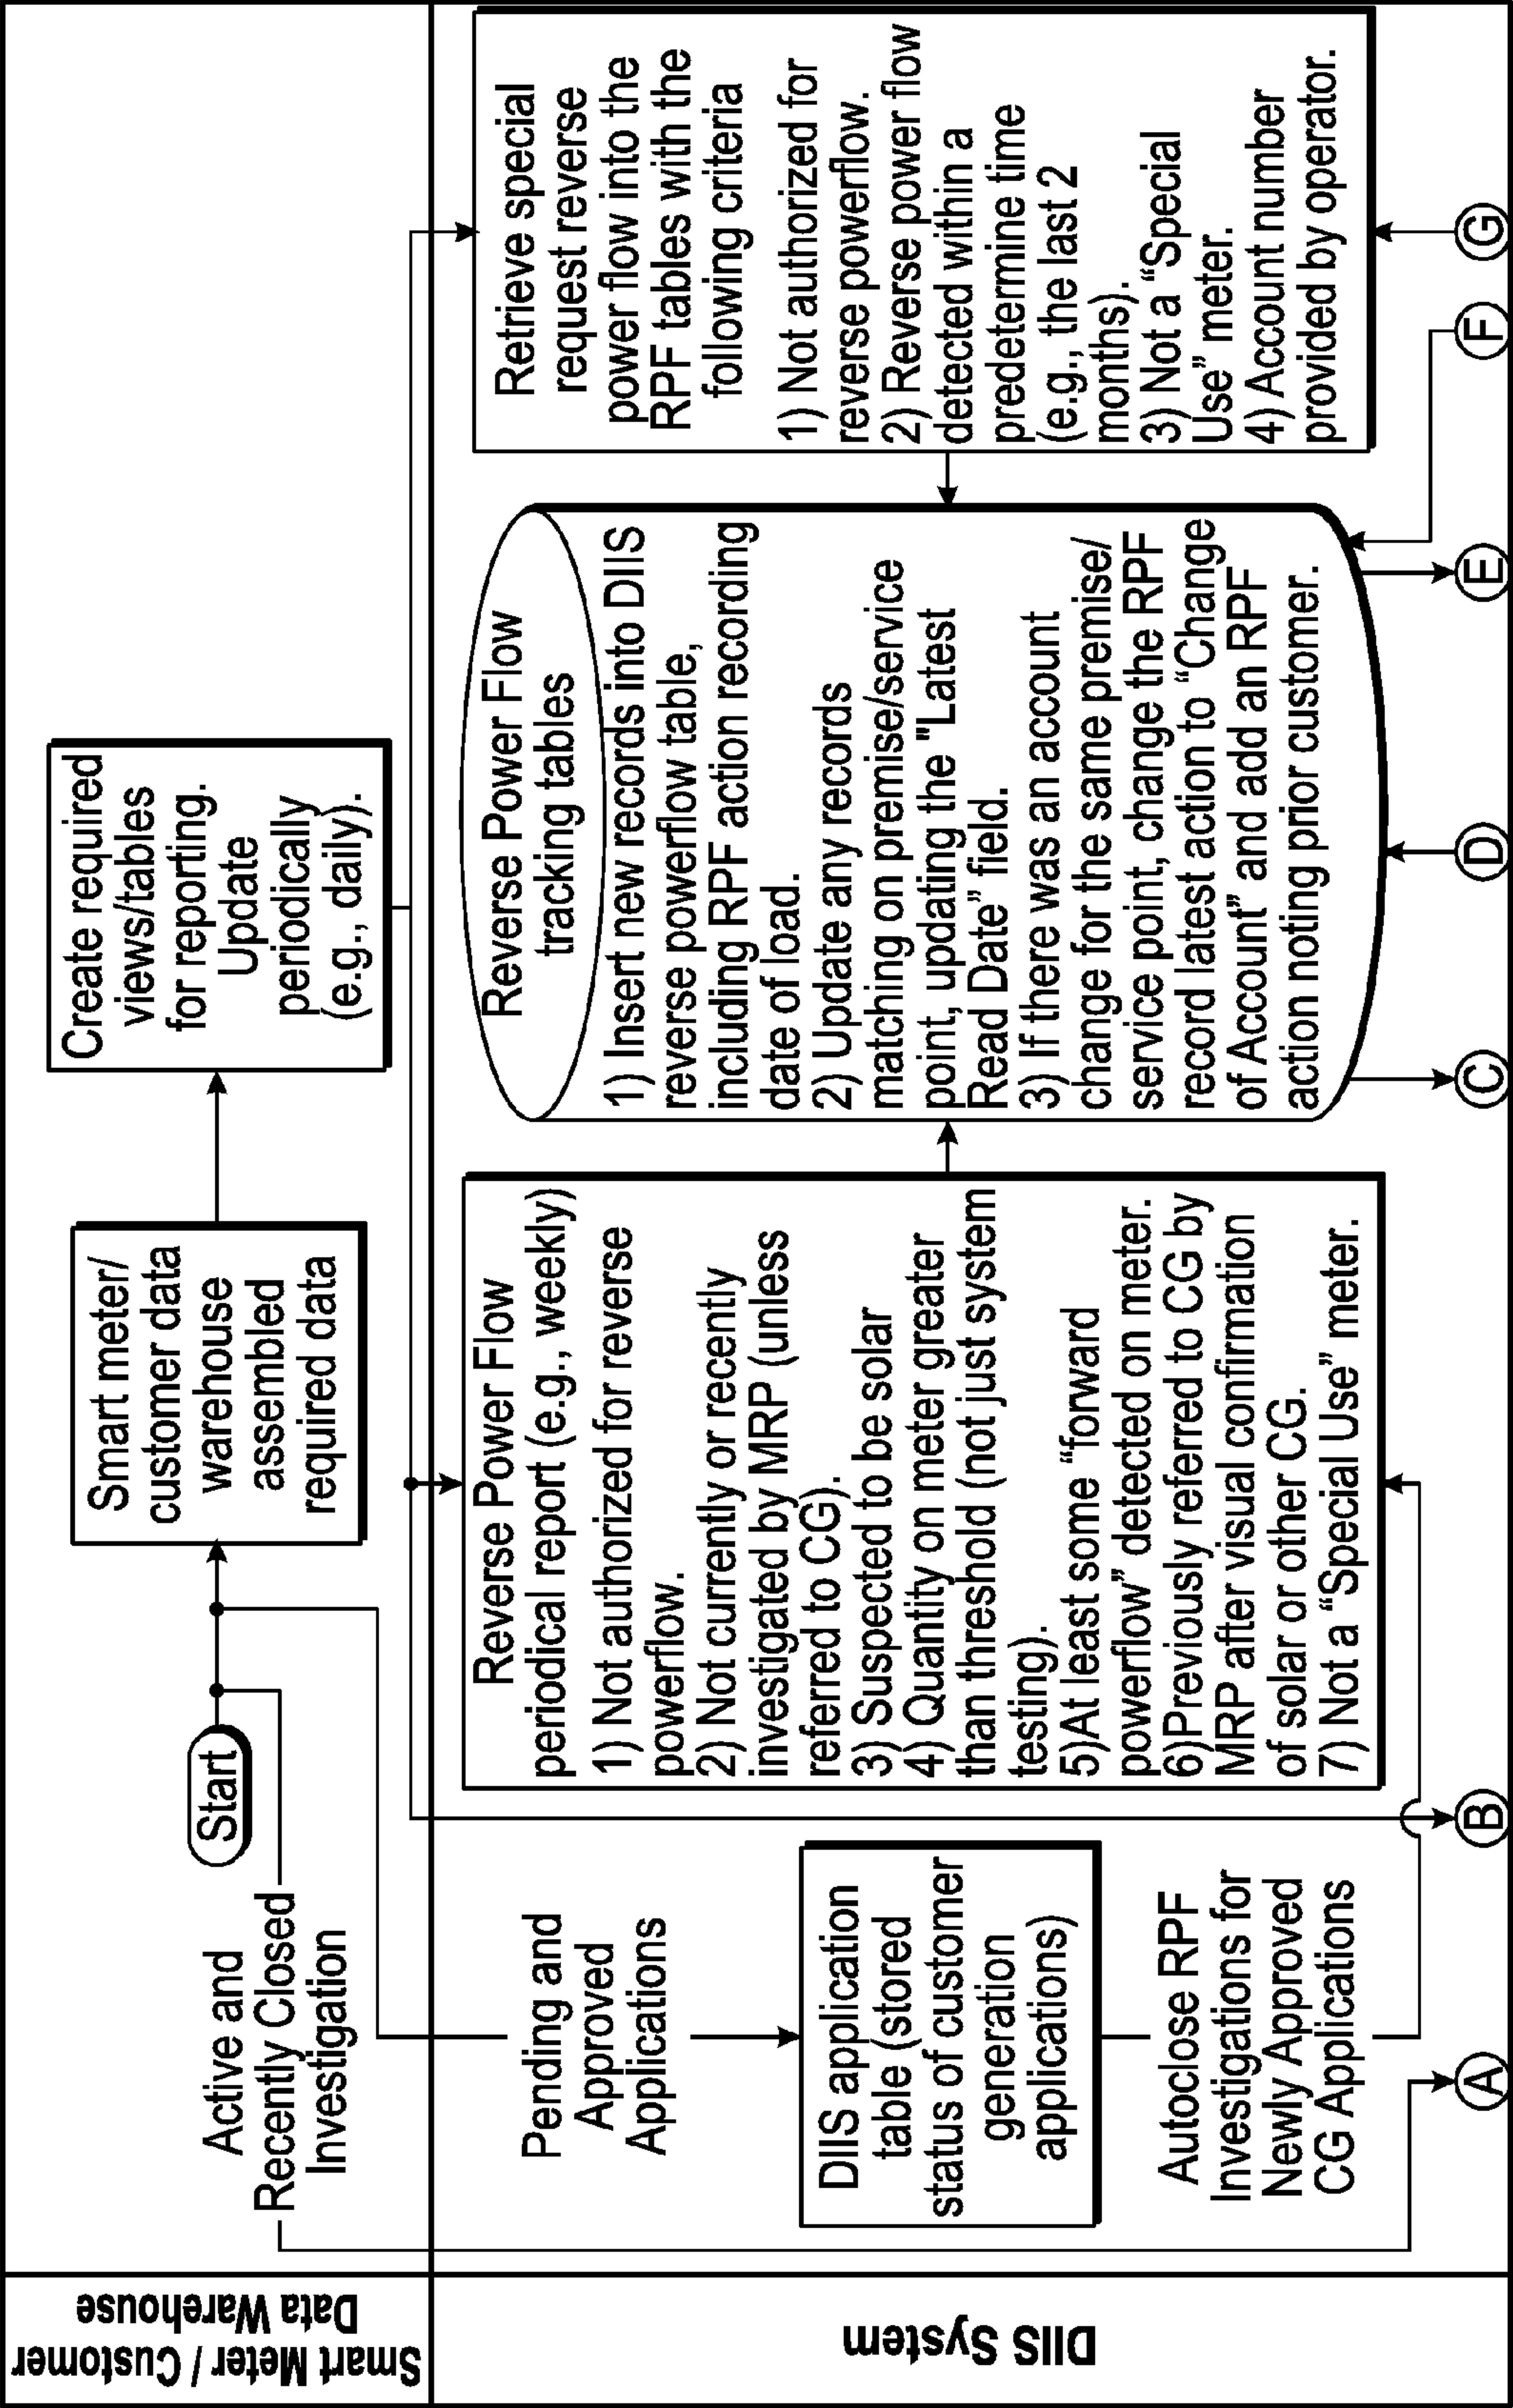 Smart Meter / Customer
Data Warehouse
Active and
Recently Closed
Investigation
Start
Smart meter/
customer data
warehouse
assembled
required data
Create required
views/tables
for reporting.
Update
periodically
(e.g., daily).
DIIS System
Pending and
Approved
Applications
DIIS application
table (stored
status of customer
generation
applications)
Autoclose RPF
Investigations for
Newly Approved
CG Applications
Reverse Power Flow
periodical report (e.g., weekly)
1) Not authorized for reverse
powerflow.
2) Not currently or recently
investigated by MRP (unless
referred to CG).
3) Suspected to be solar
4) Quantity on meter greater
than threshold (not just system
testing).
5)At least some “forward
powerflow” detected on meter.
6)Previously referred to CG by
MRP after visual confirmation
of solar or other CG.
7) Not a “Special Use” meter.
Reverse Power Flow
tracking tables
1) Insert new records into DIIS
reverse powerflow table,
including RPF action recording
date of load.
2) Update any records
matching on premise/service
point, updating the "Latest
Read Date” field.
3) If there was an account
change for the same premise/
service point, change the RPF
record latest action to “Change
of Account” and add an RPF
action noting prior customer.
Retrieve special
request reverse
power flow into the
RPF tables with the
following criteria
1) Not authorized for
reverse powerflow.
2) Reverse power flow
detected within a
predetermine time
(e.g., the last 2
months).
3) Not a “Special
Use” meter.
4) Account number
provided by operator.
A
B
C
D
E
F
G